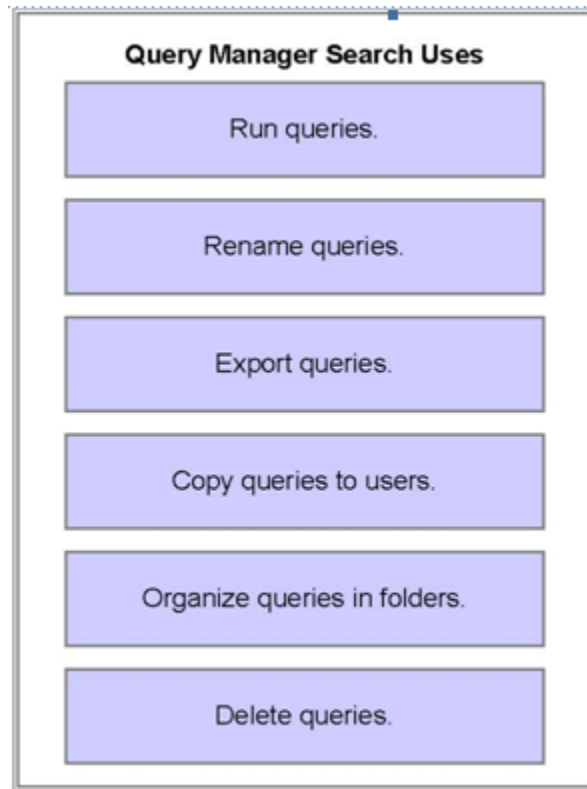 Query Manager Search Uses
Run queries.
Rename queries.
Export queries.
Copy queries to users.
Organize queries in folders.
Delete queries.